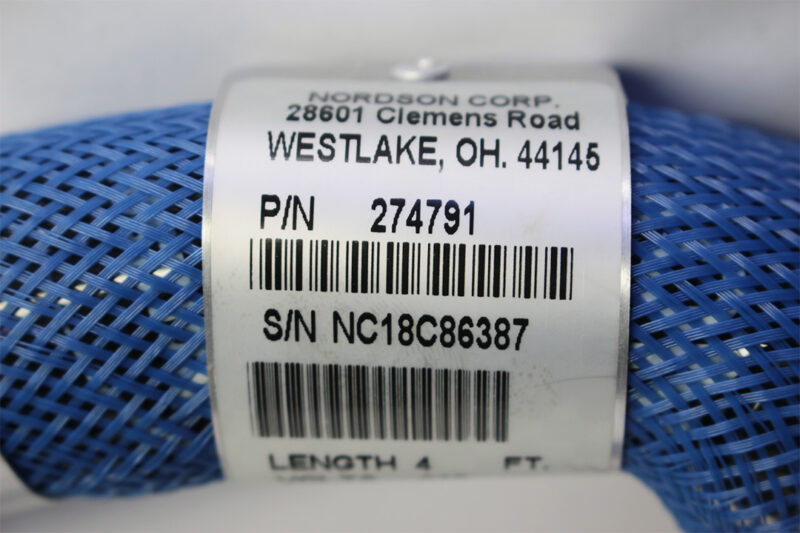 NORDSON CORP.
28601 Clemens Road
WESTLAKE, OH. 44145
P/N 274791
S/N NC18C86387
LENGTH 4 FT.